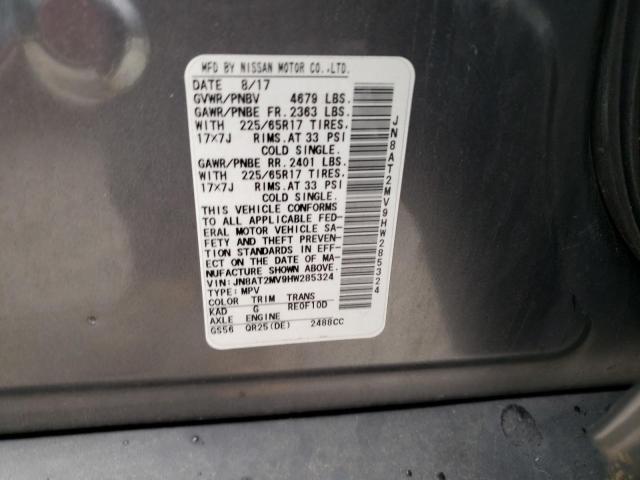 MFD BY NISSAN MOTOR CO.,LTD.
DATE 8/17
GVWR/PNBV 4679 LBS.
GAWR/PNBE FR. 2363 LBS.
WITH 225/65R17 TIRES.
17×7J RIMS. AT 33 PSI
COLD SINGLE.
GAWR/PNBE RR. 2401 LBS.
WITH 225/65R17 TIRES.
17×7J RIMS. AT 33 PSI
COLD SINGLE.
THIS VEHICLE CONFORMS
TO ALL APPLICABLE FED-
ERAL MOTOR VEHICLE SA-
FETY AND THEFT PREVEN-
TION STANDARDS IN EFF-
ECT ON THE DATE OF MA-
NUFACTURE SHOWN ABOVE.
VIN: JN8AT2MV9HW285324
TYPE: MPV
COLOR TRIM TRANS
KAD G RE0F10D
AXLE ENGINE
GS56 QR25(DE) 2488CC
JN8AT2MV9HW285324